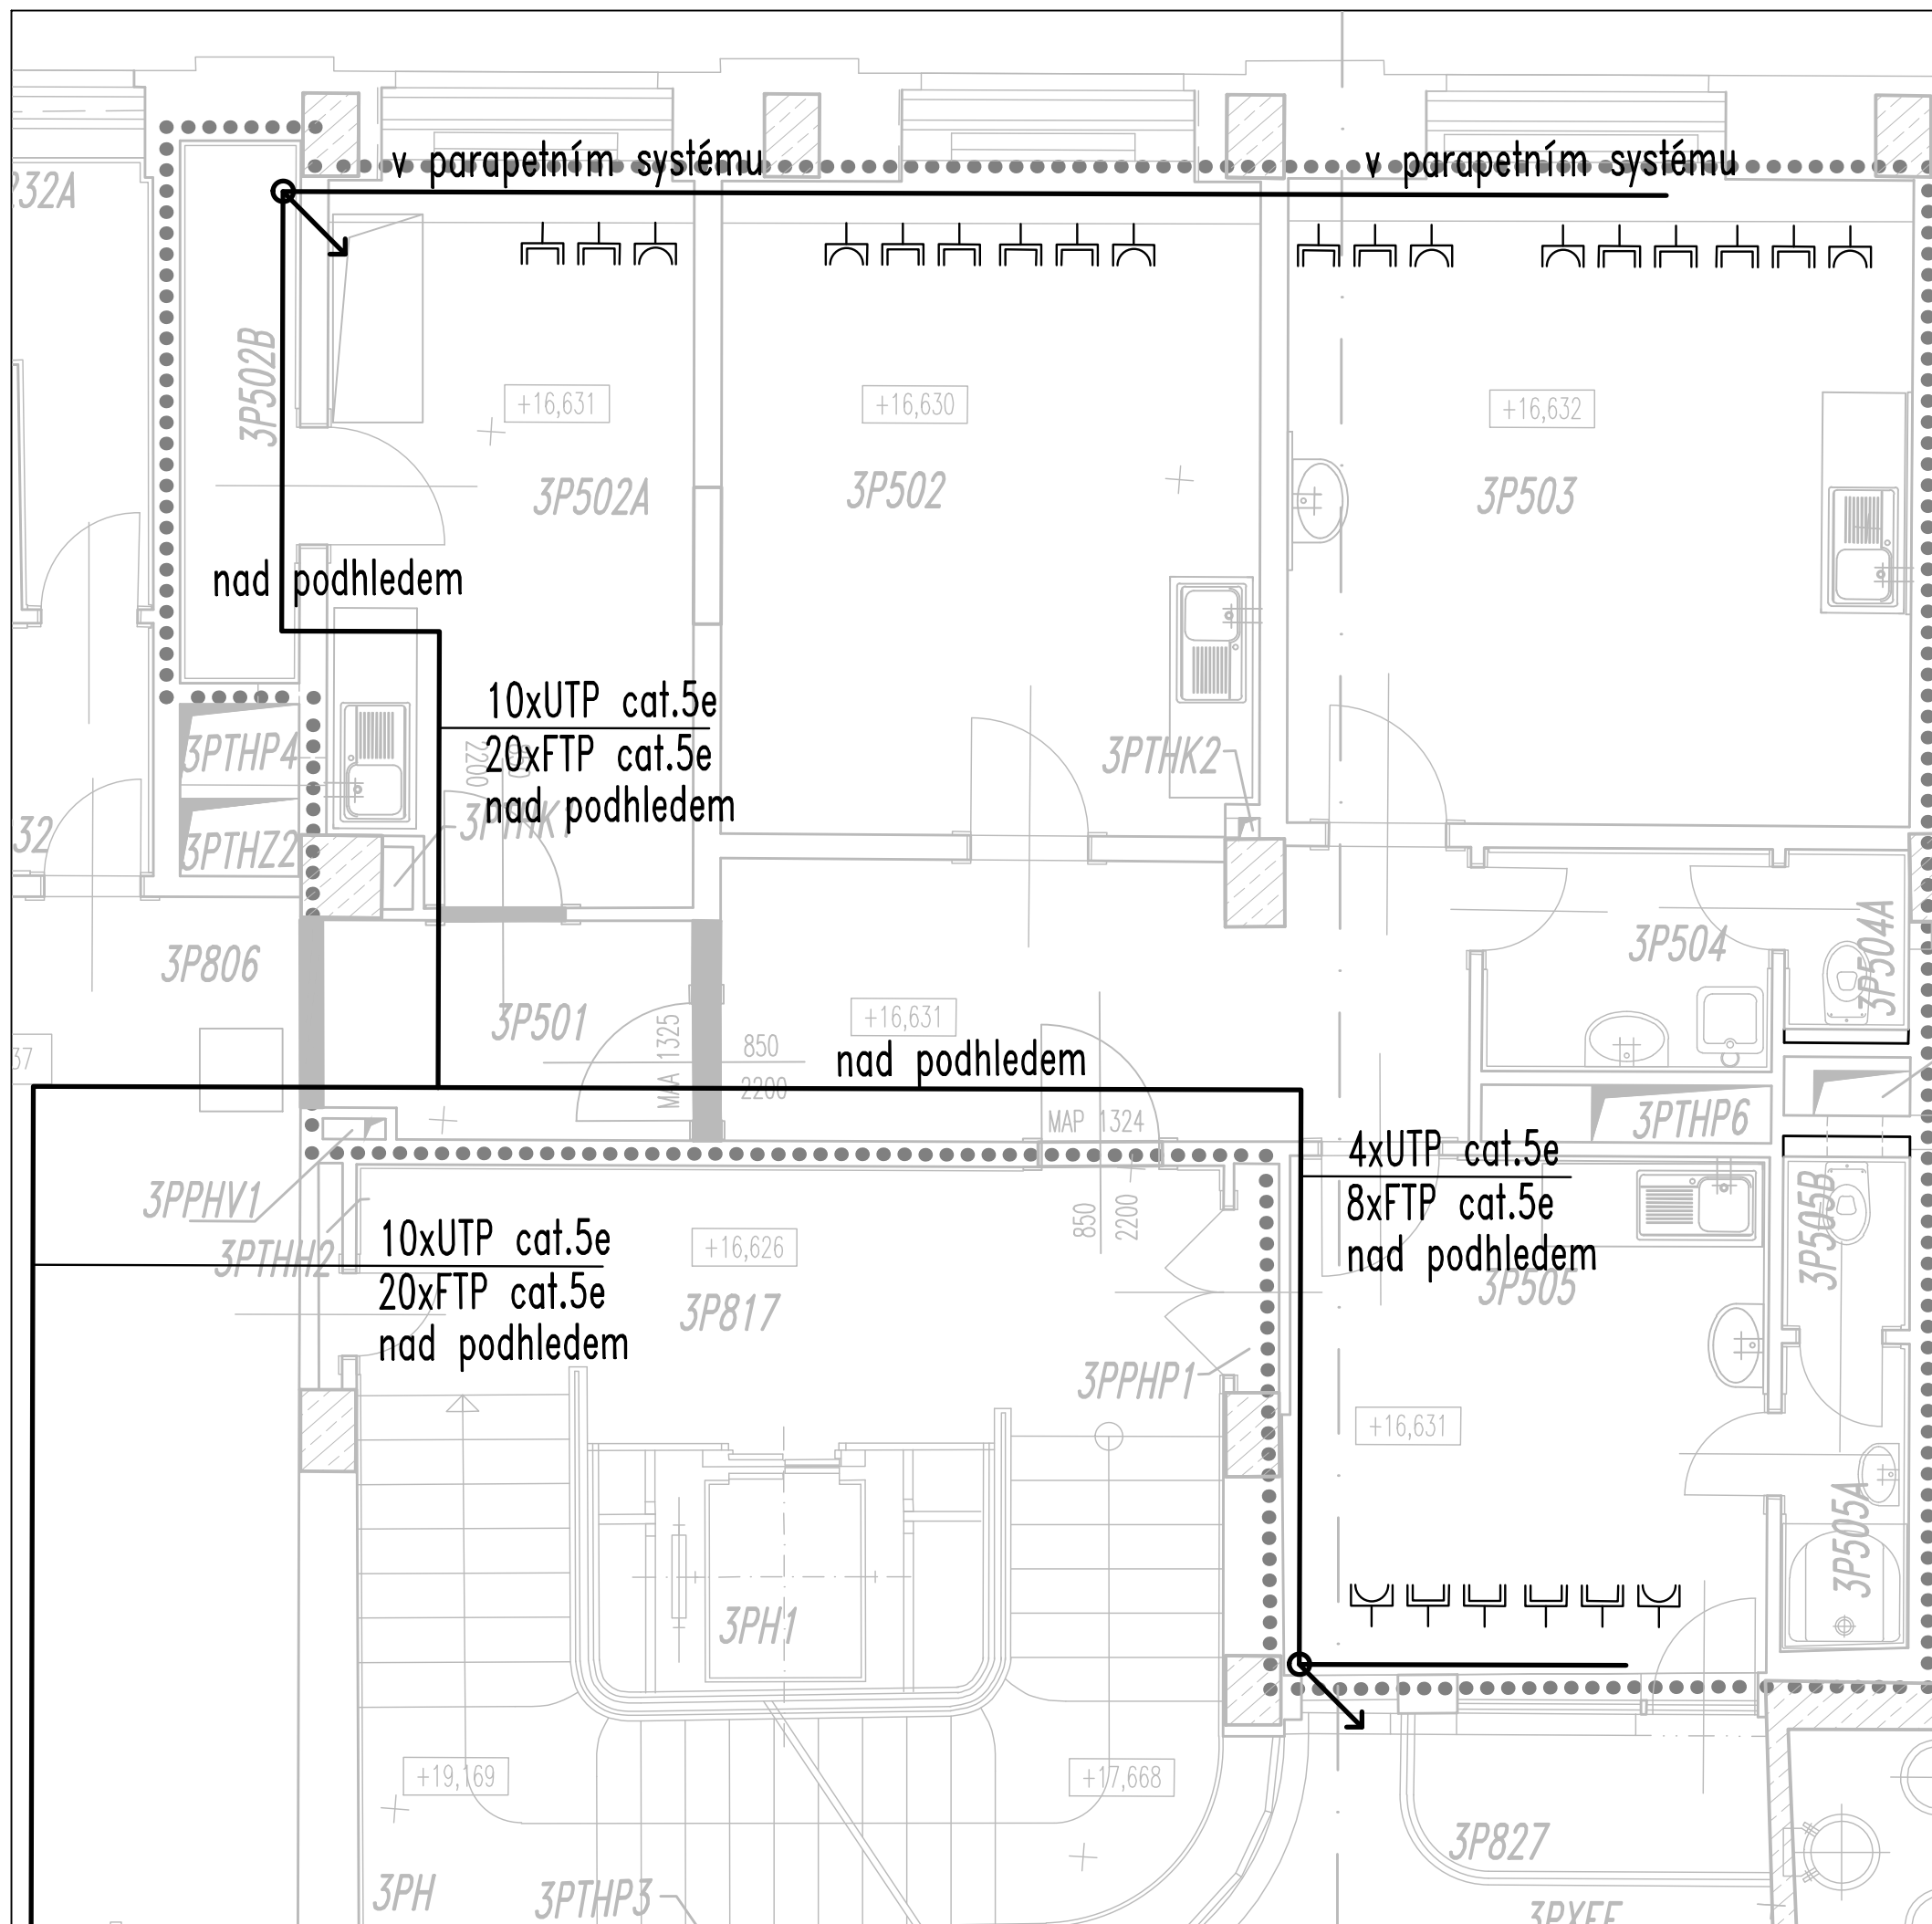 v parapetním systému
v parapetním systému
232A
3P502B
+16,631
+16,630
+16,632
3P502A
3P502
3P503
nad podhledem
10xUTP cat.5e
20xFTP cat.5e
nad podhledem
2200
3PTHP4
3PTHK2
3PTHZ2
32
3P806
3P504
3P504A
3P501
+16,631
MAA 1325
850
2200
37
nad podhledem
MAP 1324
3PTHP6
4xUTP cat.5e
8xFTP cat.5e
nad podhledem
3PPHV1
850
2200
3P505B
10xUTP cat.5e
20xFTP cat.5e
nad podhledem
3PTHH2
+16,626
3P505
3P817
3PPHP1
+16,631
3P505A
3PH1
+19,169
+17,668
3P827
3PH
3PTHP3